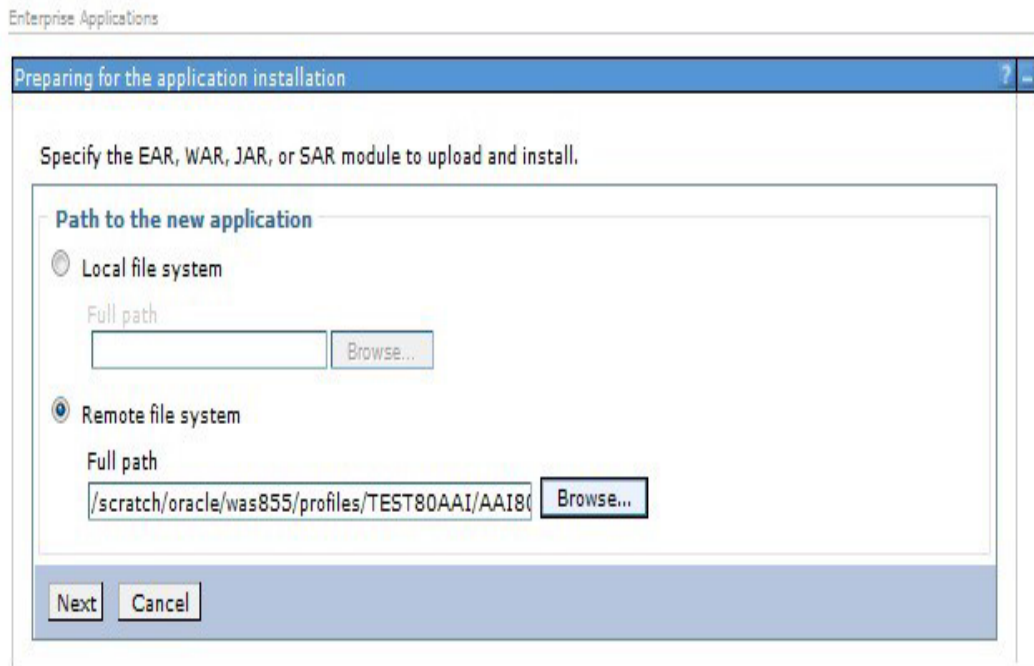 Enterprise Applications
Preparing for the application installation ? –
Specify the EAR, WAR, JAR, or SAR module to upload and install.
Path to the new application
Local file system
Full path
Browse...
Remote file system
Full path
/scratch/oracle/was855/profiles/TEST80AAI/AAI80 Browse...
Next Cancel